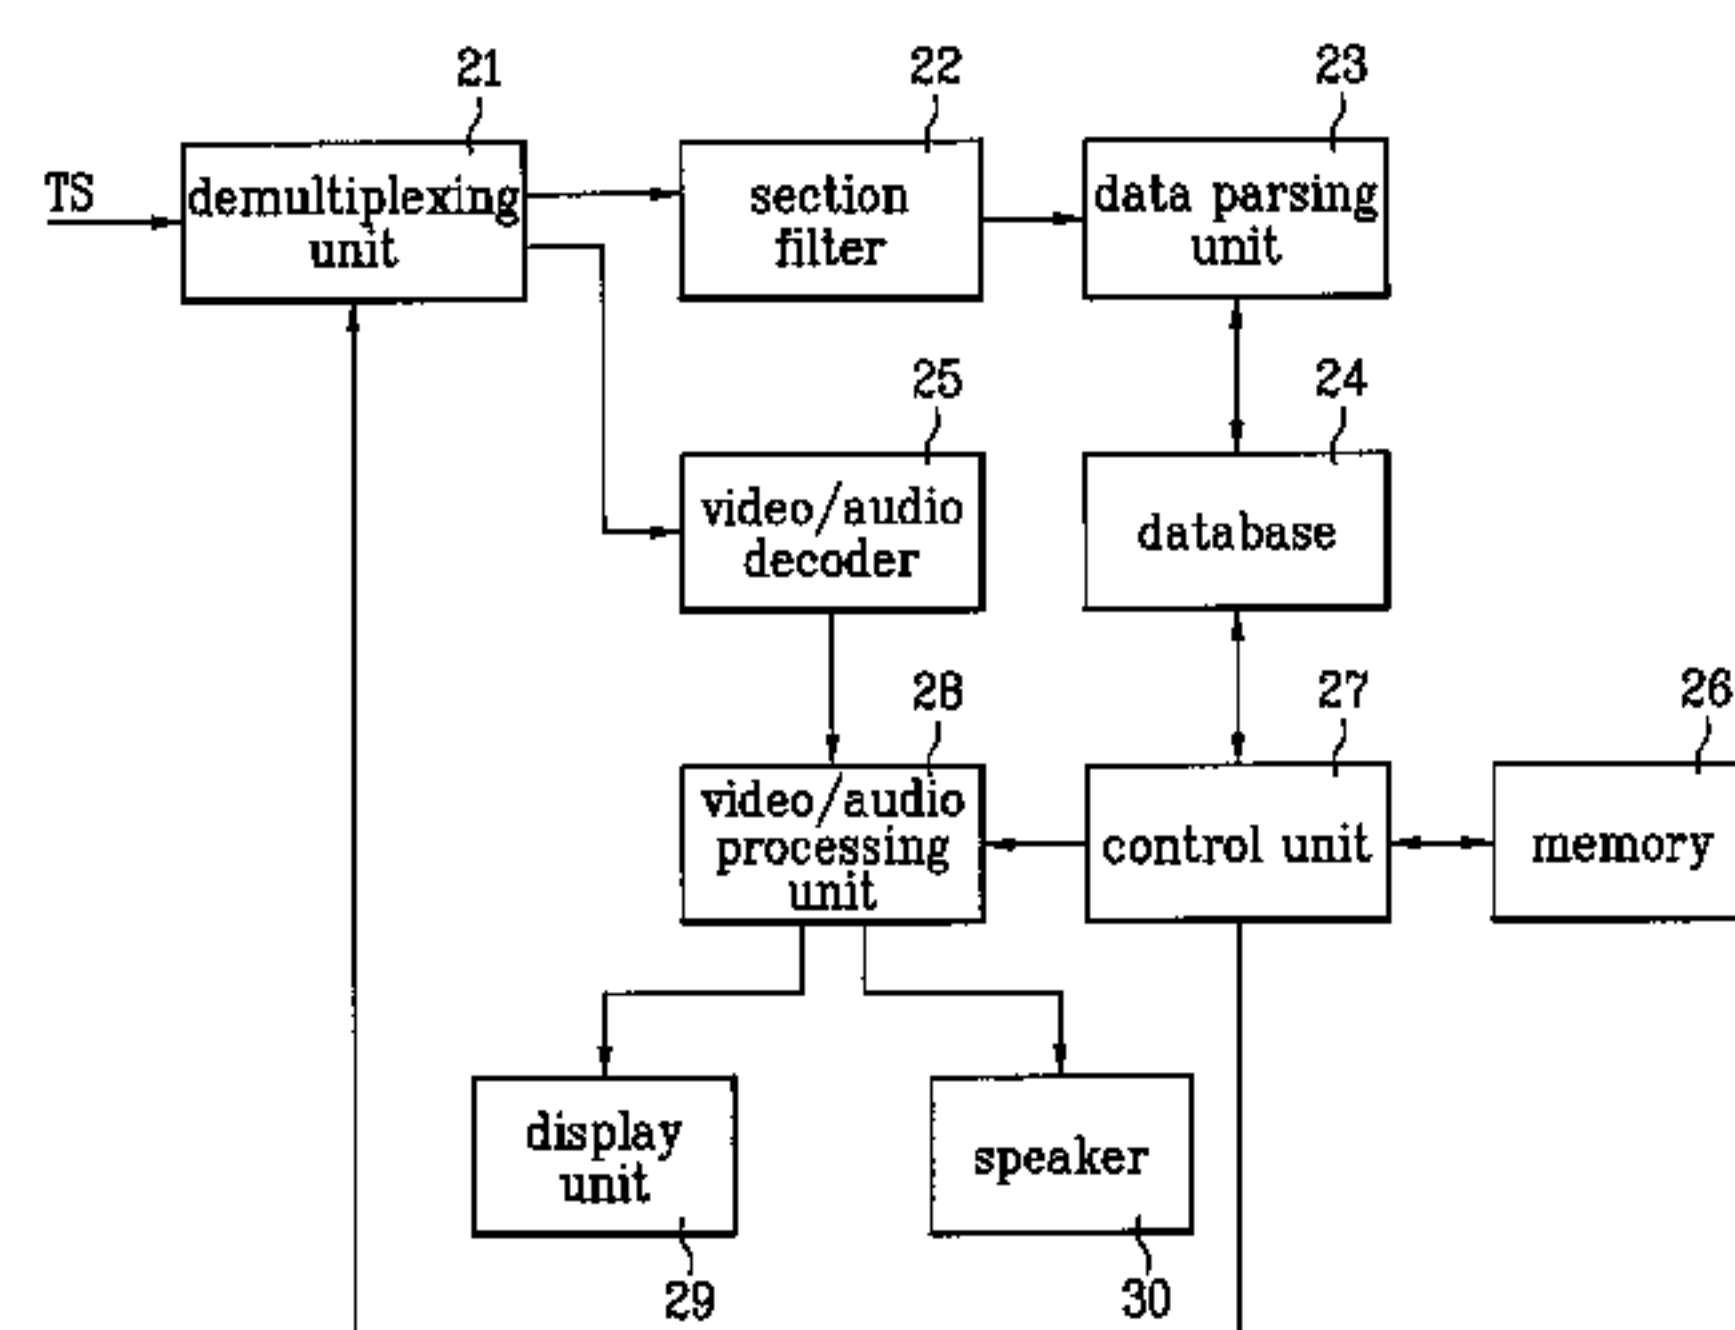 21
22
23
TS
demultiplexing
unit
section
filter
data parsing
unit
25
24
video/audio
decoder
database
28
27
26
video/audio
processing
unit
control unit
memory
display
unit
speaker
29
30